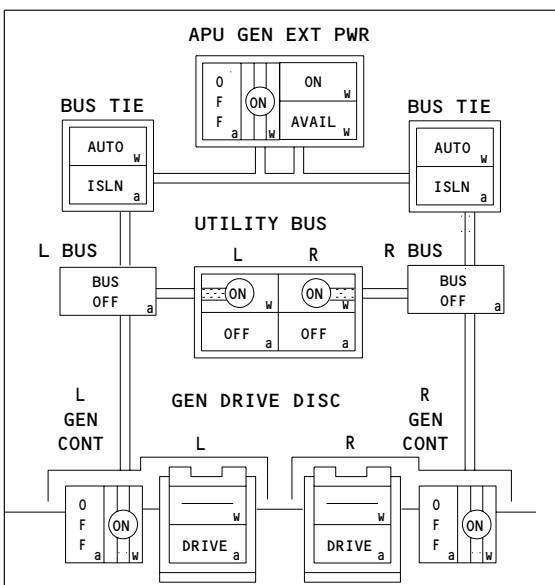 APU GEN EXT PWR
O F F a ON W ON W
AVAIL W
BUS TIE BUS TIE
AUTO W AUTO W
ISLN a ISLN a
UTILITY BUS
L BUS L R R BUS
BUS OFF a ON W ON W BUS OFF a
OFF a OFF a
GEN DRIVE DISC
L GEN CONT L R R GEN CONT
O F F a ON W W W O F F a ON W
DRIVE a DRIVE a